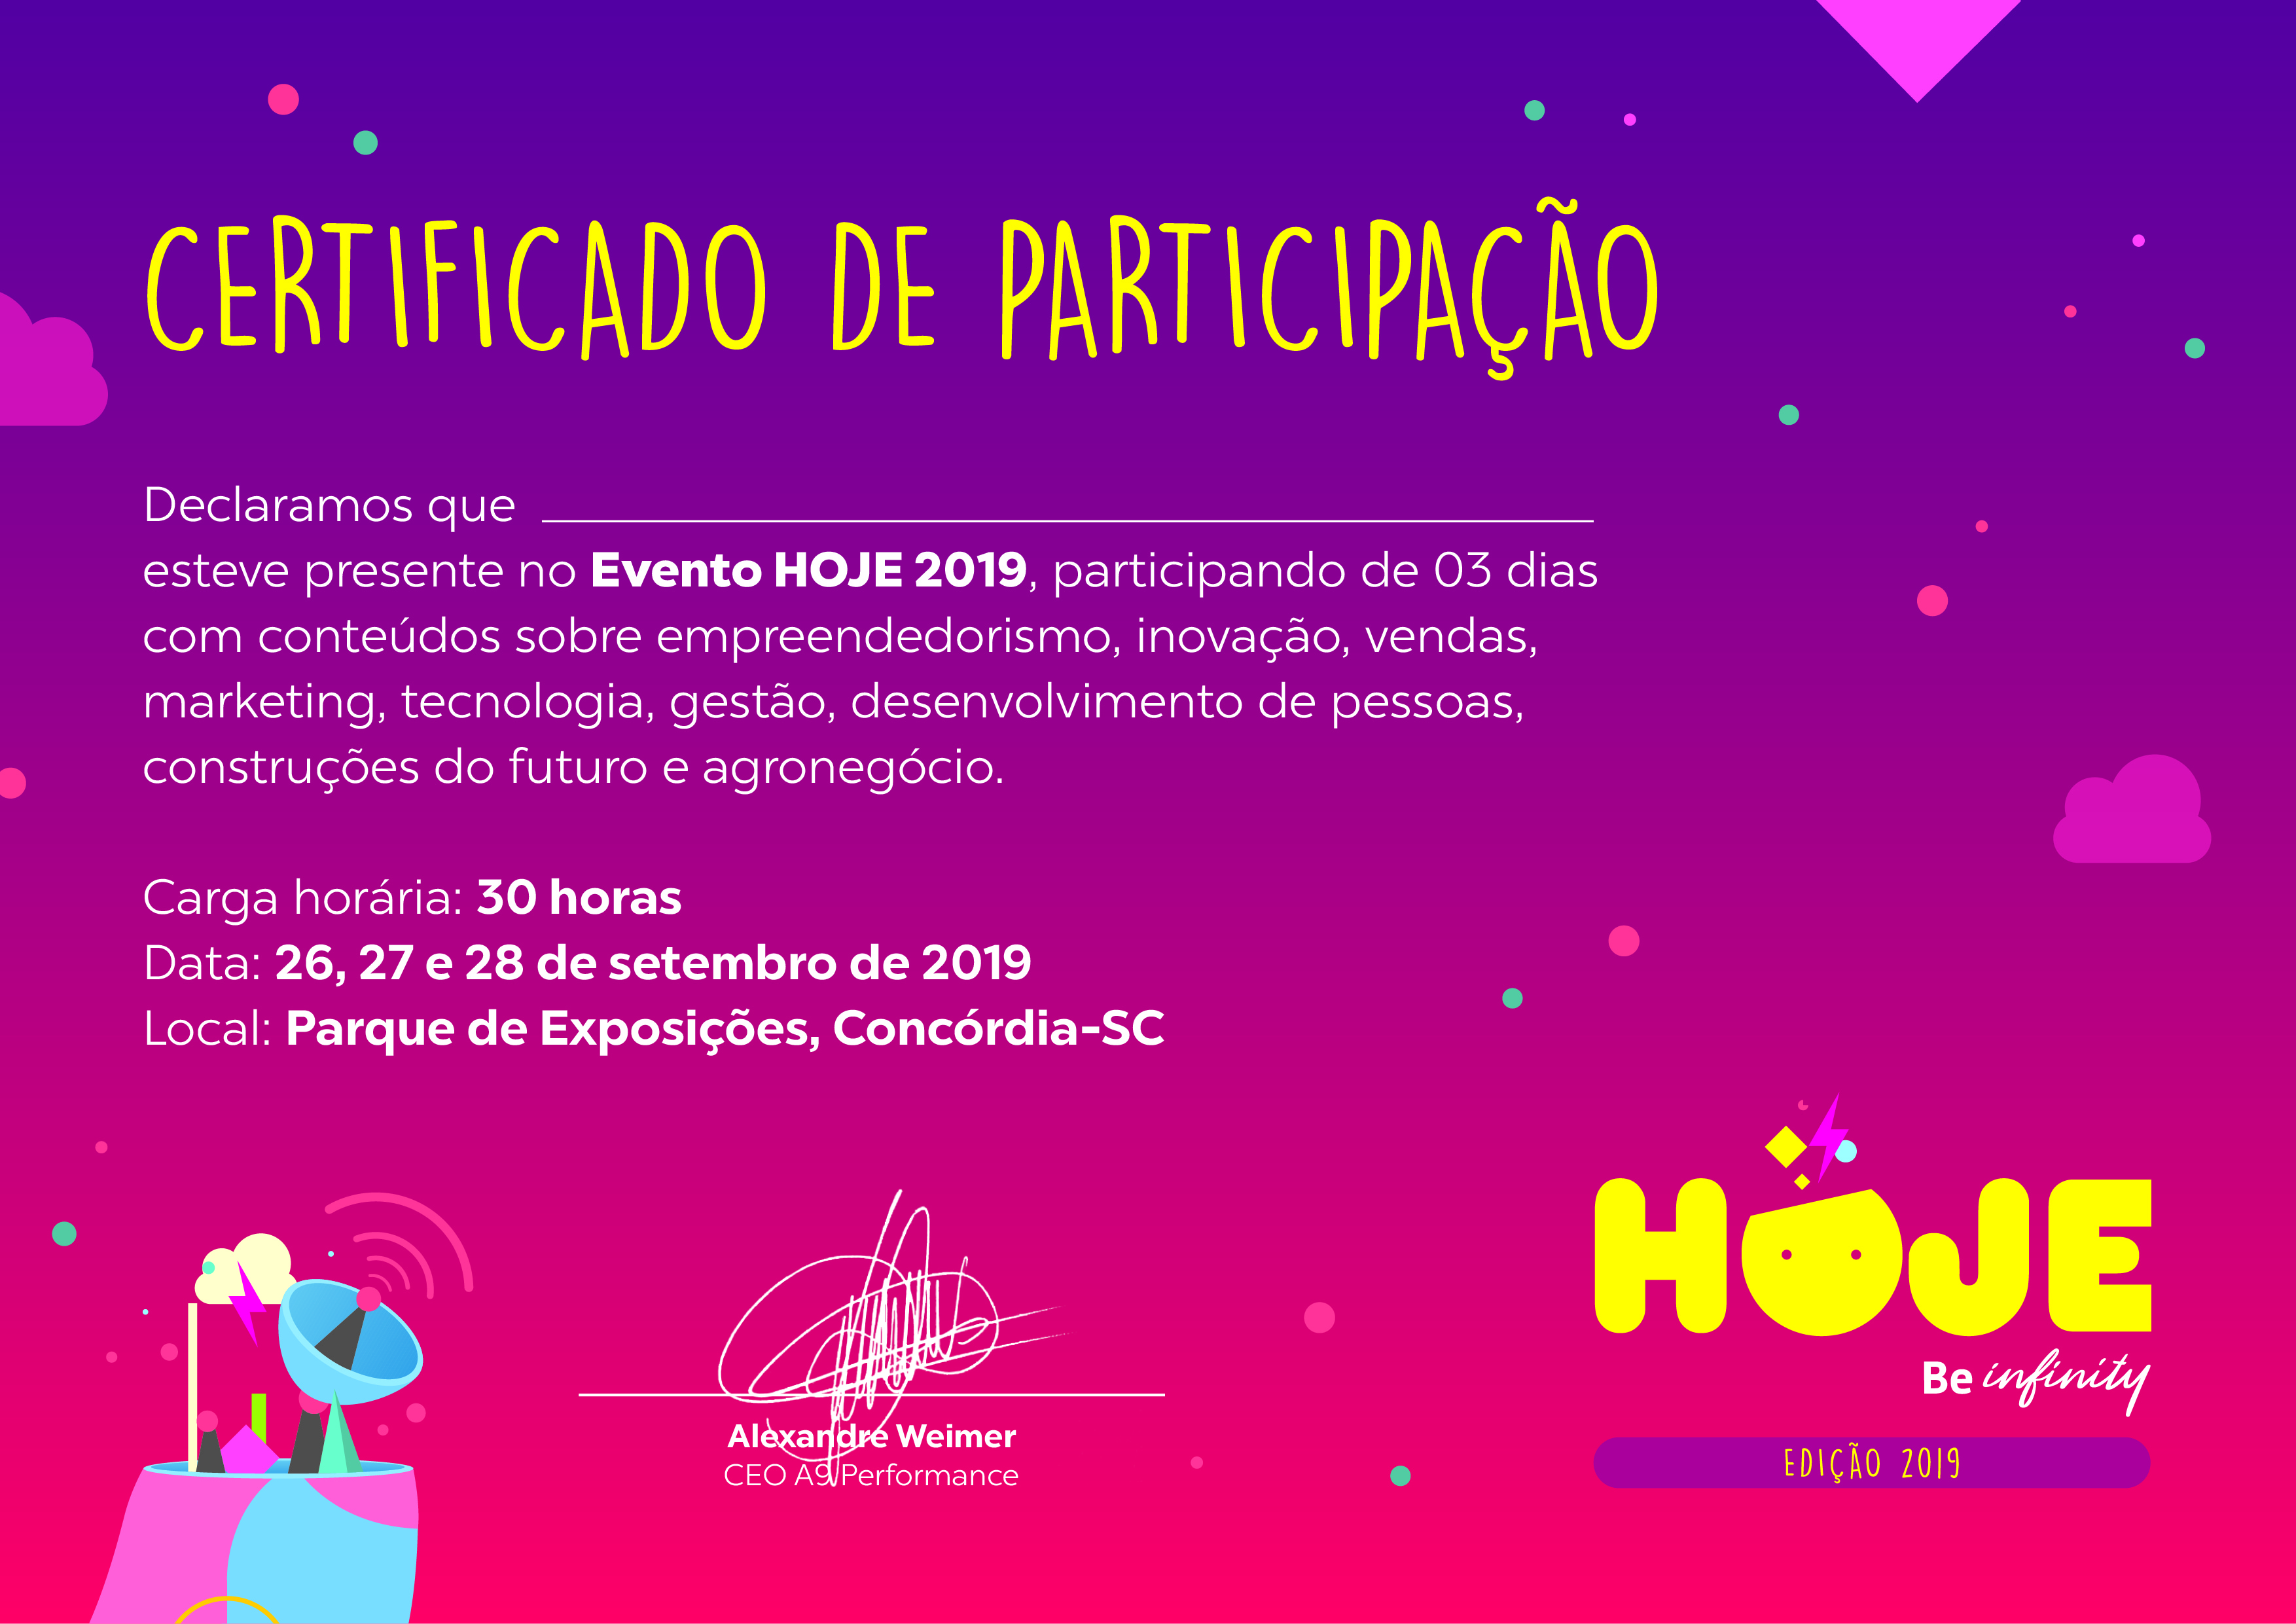 CERTIFICADO DE PARTICIPAÇÃO
Declaramos que
esteve presente no Evento HOJE 2019, participando de 03 dias
com conteúdos sobre empreendedorismo, inovação, vendas,
marketing, tecnologia, gestão, desenvolvimento de pessoas,
construções do futuro e agronegócio.
Carga horária: 30 horas
Data: 26, 27 e 28 de setembro de 2019
Local: Parque de Exposições, Concórdia-SC
Alexandre Weimer
CEO A9 Performance
HOJE
Be infinity
EDIÇÃO 2019